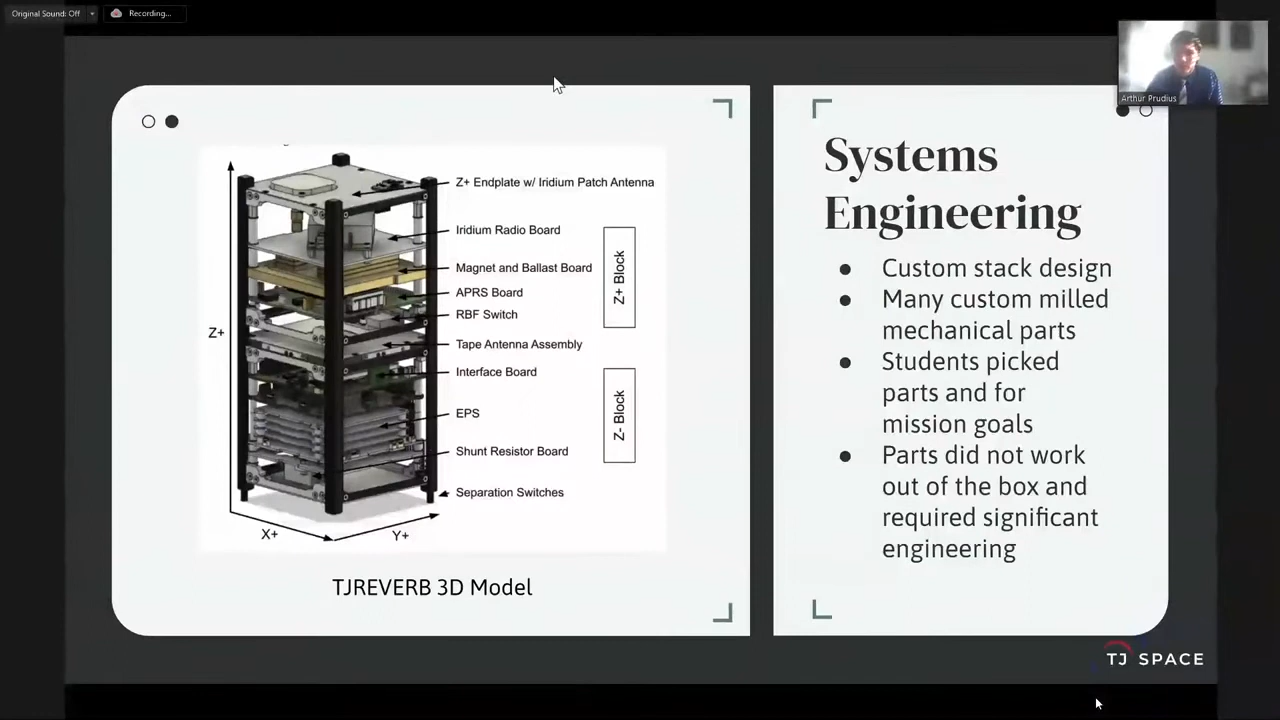 Original Sound: Off
Recording...
Arthur Prudius
Systems
Engineering
Z+ Endplate w/ Iridium Patch Antenna
Iridium Radio Board
Magnet and Ballast Board
APRS Board
RBF Switch
Tape Antenna Assembly
Interface Board
EPS
Shunt Resistor Board
Separation Switches
Z+ Block
Z- Block
Z+
X+
Y+
TJREVERB 3D Model
● Custom stack design
● Many custom milled
mechanical parts
● Students picked
parts and for
mission goals
● Parts did not work
out of the box and
required significant
engineering
TJ SPACE